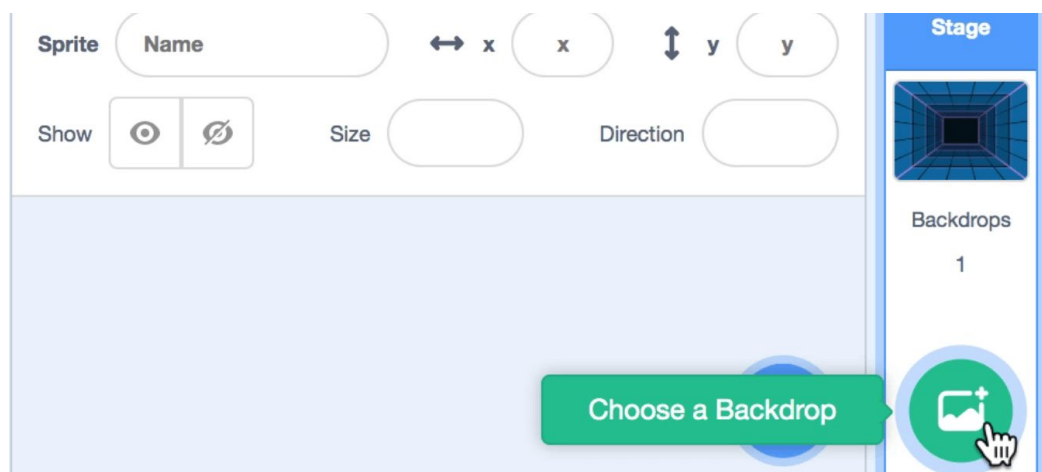 Sprite Name x x y y Stage
Show Size Direction
Backdrops
1
Choose a Backdrop